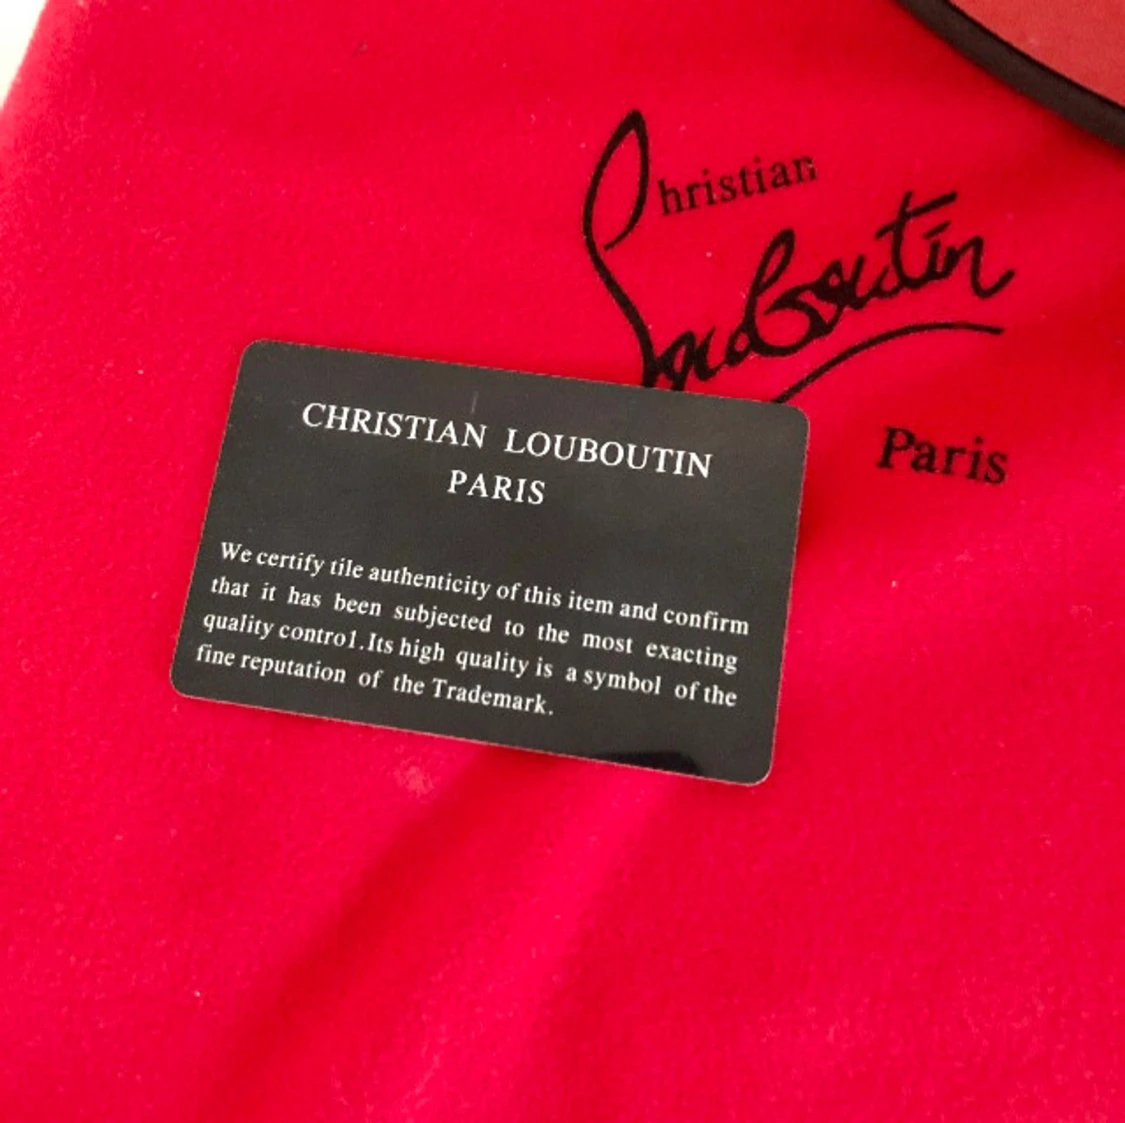 Christian
Louboutin
Paris
CHRISTIAN LOUBOUTIN
PARIS
We certify tile authenticity of this item and confirm
that it has been subjected to the most exacting
quality contro1.Its high quality is a symbol of the
fine reputation of the Trademark.